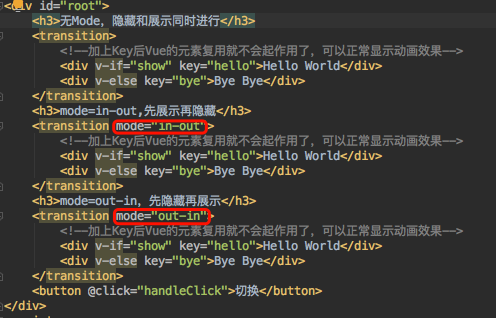 <div id="root">
<h3>无Mode, 隐藏和展示同时进行</h3>
<transition>
<!--加上Key后Vue的元素复用就不会起作用了，可以正常显示动画效果-->
<div v-if="show" key="hello">Hello World</div>
<div v-else key="bye">Bye Bye</div>
</transition>
<h3>mode=in-out,先展示再隐藏</h3>
<transition mode="in-out">
<!--加上Key后Vue的元素复用就不会起作用了，可以正常显示动画效果-->
<div v-if="show" key="hello">Hello World</div>
<div v-else key="bye">Bye Bye</div>
</transition>
<h3>mode=out-in, 先隐藏再展示</h3>
<transition mode="out-in">
<!--加上Key后Vue的元素复用就不会起作用了，可以正常显示动画效果-->
<div v-if="show" key="hello">Hello World</div>
<div v-else key="bye">Bye Bye</div>
</transition>
<button @click="handleClick">切换</button>
</div>